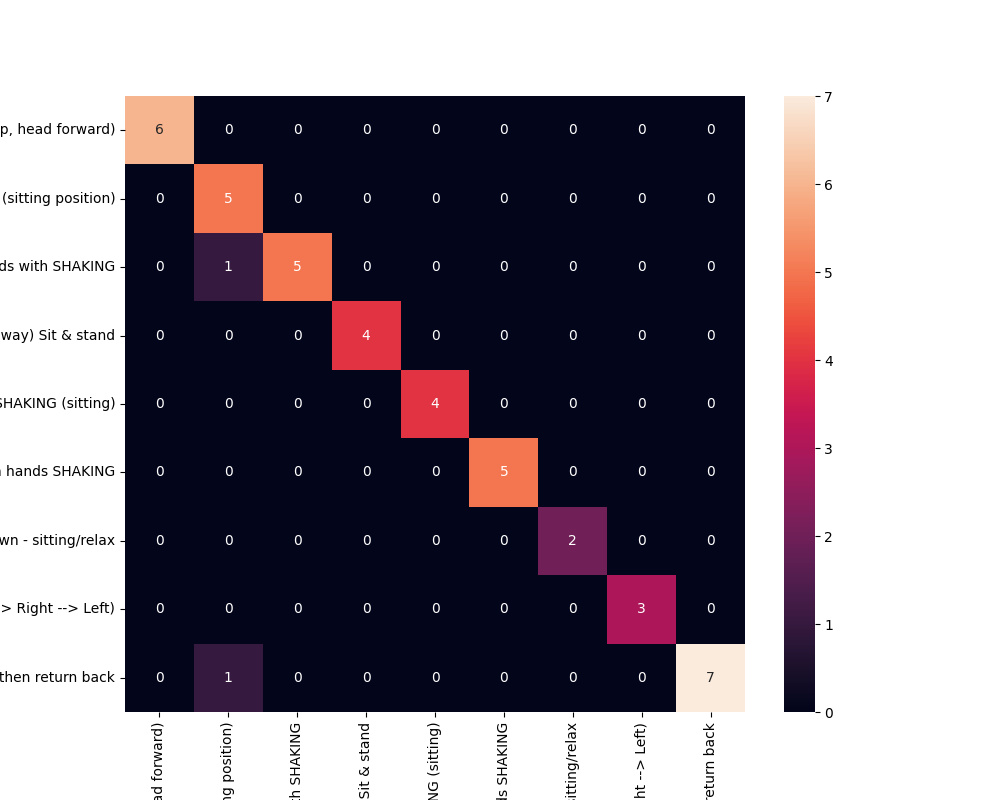 p, head forward) 6 0 0 0 0 0 0 0 0
(sitting position) 0 5 0 0 0 0 0 0 0
ds with SHAKING 0 1 5 0 0 0 0 0 0
way) Sit & stand 0 0 0 4 0 0 0 0 0
SHAKING (sitting) 0 0 0 0 4 0 0 0 0
hands SHAKING 0 0 0 0 0 5 0 0 0
wn - sitting/relax 0 0 0 0 0 0 2 0 0
> Right --> Left) 0 0 0 0 0 0 0 3 0
then return back 0 1 0 0 0 0 0 0 7
ad forward)
ng position)
th SHAKING
Sit & stand
NG (sitting)
ds SHAKING
sitting/relax
ht --> Left)
return back
7
6
5
4
3
2
1
0